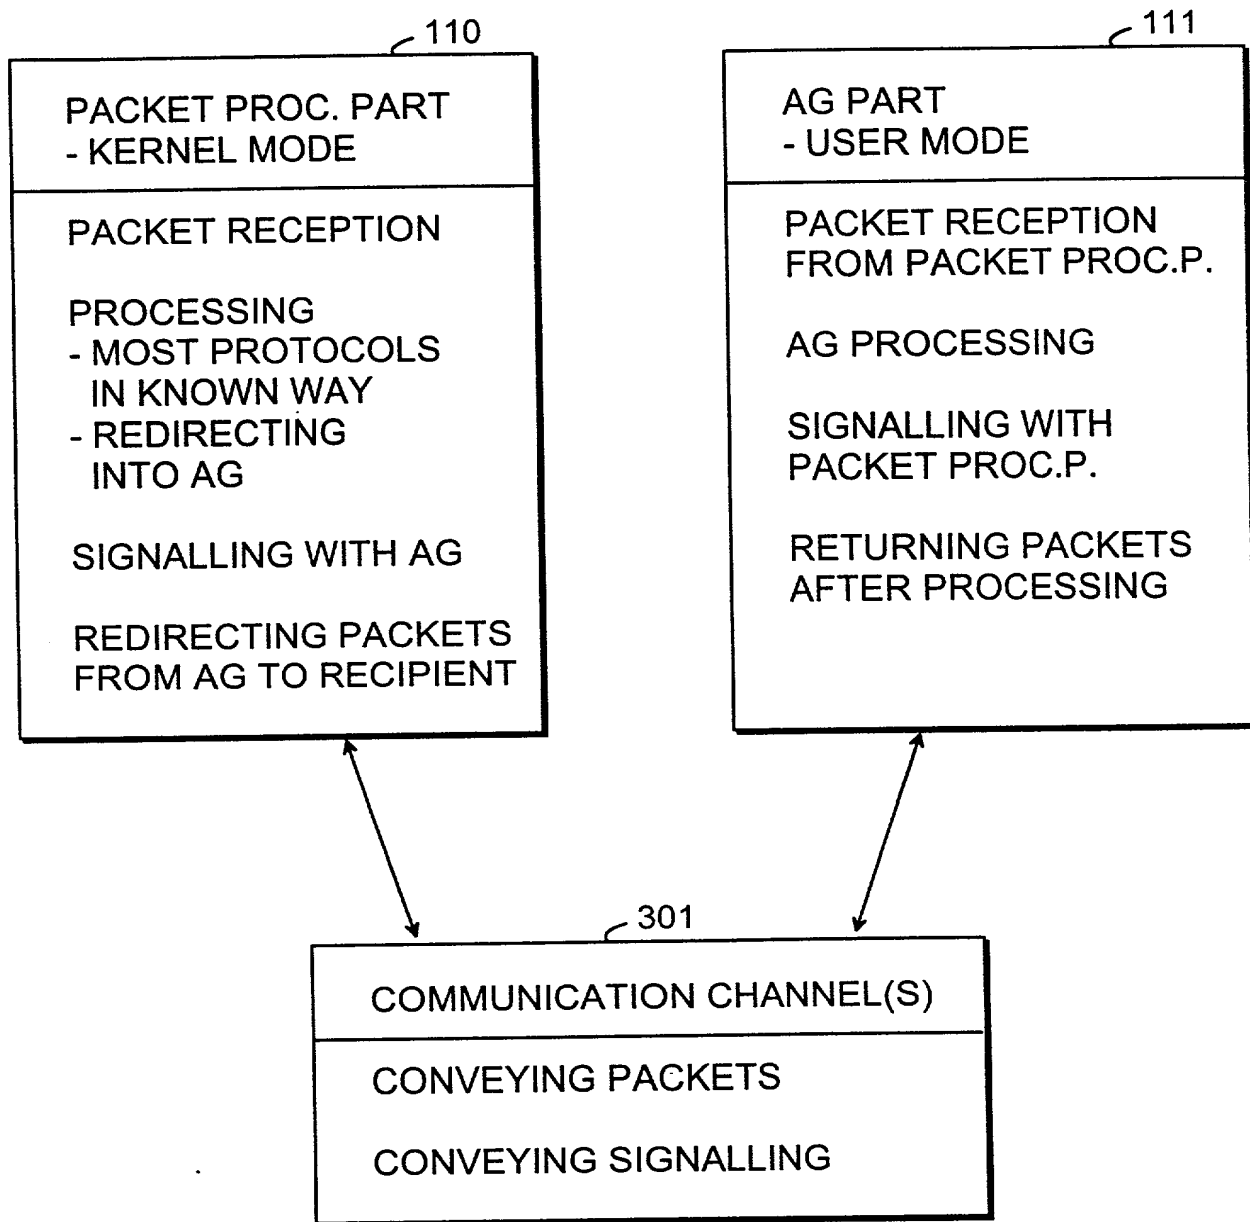 110
PACKET PROC. PART
- KERNEL MODE
PACKET RECEPTION
PROCESSING
- MOST PROTOCOLS
IN KNOWN WAY
- REDIRECTING
INTO AG
SIGNALLING WITH AG
REDIRECTING PACKETS
FROM AG TO RECIPIENT
111
AG PART
- USER MODE
PACKET RECEPTION
FROM PACKET PROC.P.
AG PROCESSING
SIGNALLING WITH
PACKET PROC.P.
RETURNING PACKETS
AFTER PROCESSING
301
COMMUNICATION CHANNEL(S)
CONVEYING PACKETS
CONVEYING SIGNALLING